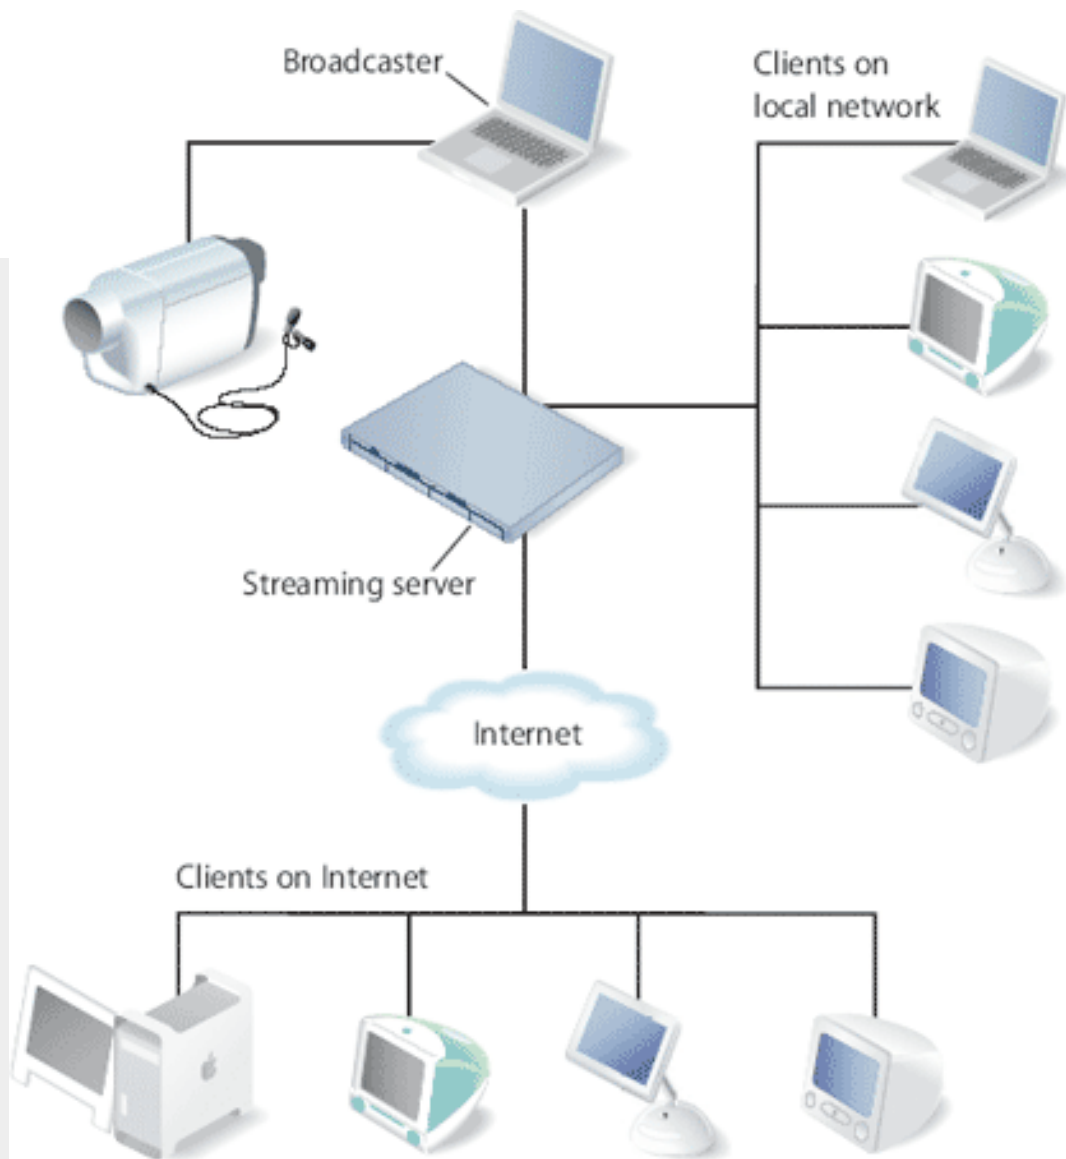 Broadcaster
Clients on
local network
Streaming server
Internet
Clients on Internet